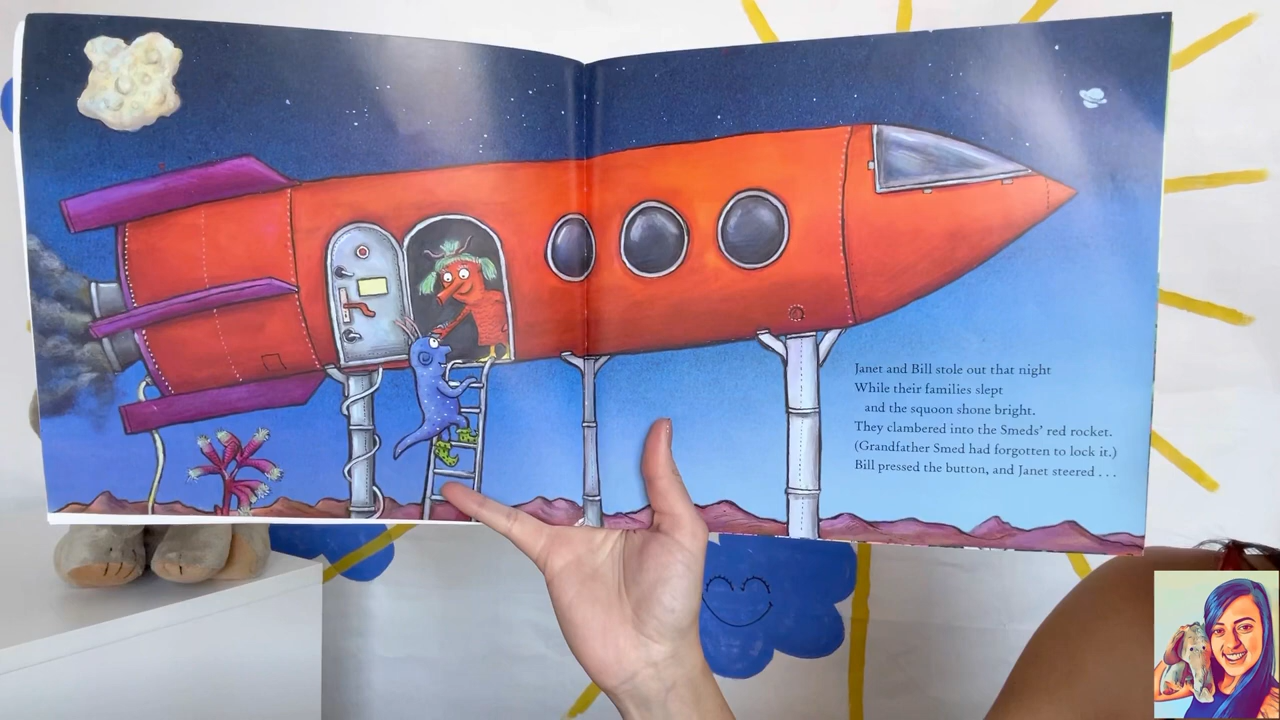 Janet and Bill stole out that night
While their families slept
and the squoon shone bright.
They clambered into the Smeds' red rocket.
(Grandfather Smed had forgotten to lock it.)
Bill pressed the button, and Janet steered . . .